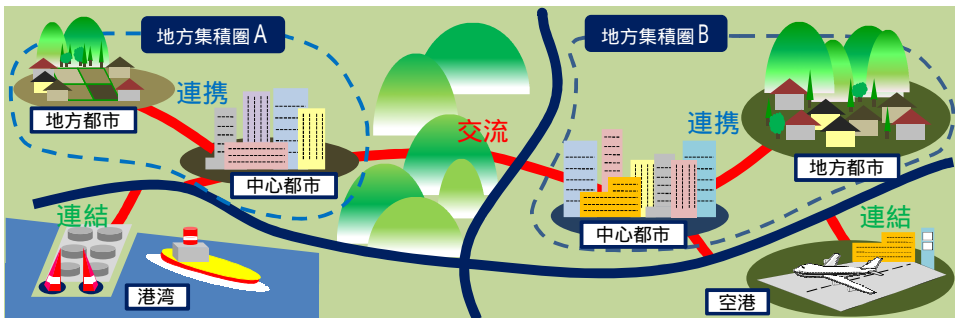 地方集積圏A
地方集積圏B
連携
地方都市
交流
連携
地方都市
中心都市
中心都市
連結
連結
港湾
空港